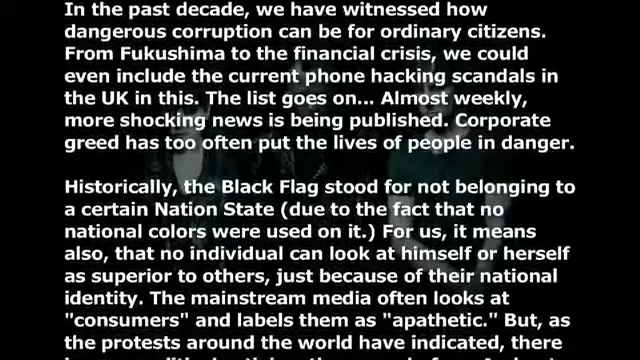 In the past decade, we have witnessed how
dangerous corruption can be for ordinary citizens.
From Fukushima to the financial crisis, we could
even include the current phone hacking scandals in
the UK in this. The list goes on... Almost weekly,
more shocking news is being published. Corporate
greed has too often put the lives of people in danger.
Historically, the Black Flag stood for not belonging to
a certain Nation State (due to the fact that no
national colors were used on it.) For us, it means
also, that no individual can look at himself or herself
as superior to others, just because of their national
identity. The mainstream media often looks at
"consumers" and labels them as "apathetic." But, as
the protests around the world have indicated, there